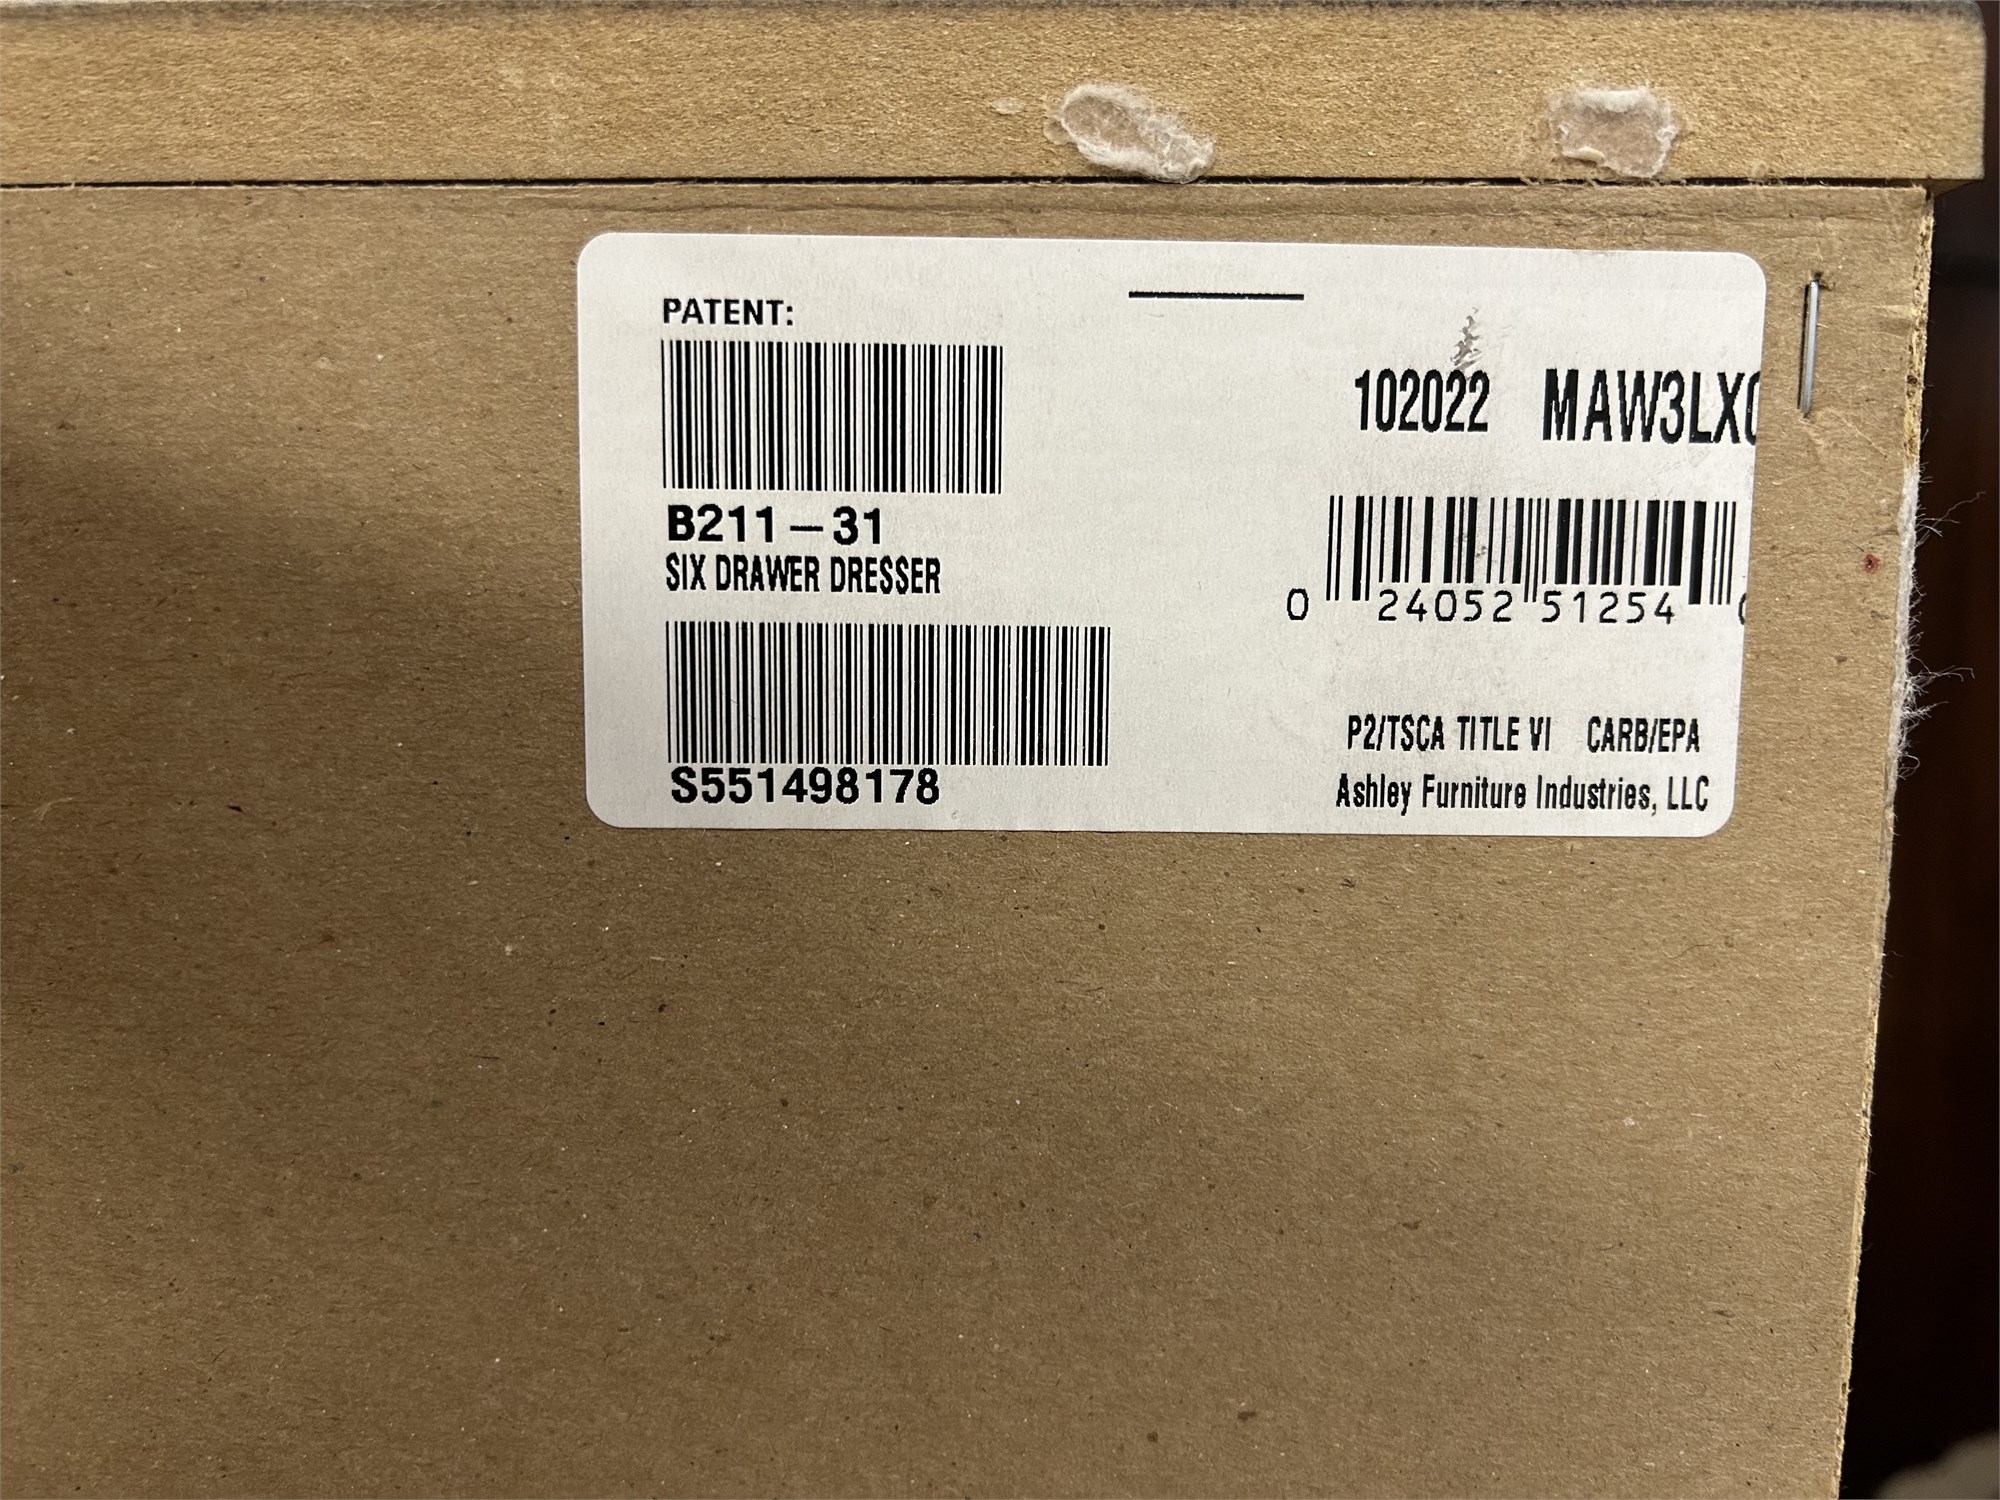 PATENT:
B211-31
SIX DRAWER DRESSER
S551498178
102022 MAW3LX
0 24052 51254
P2/TSCA TITLE VI CARB/EPA
Ashley Furniture Industries, LLC